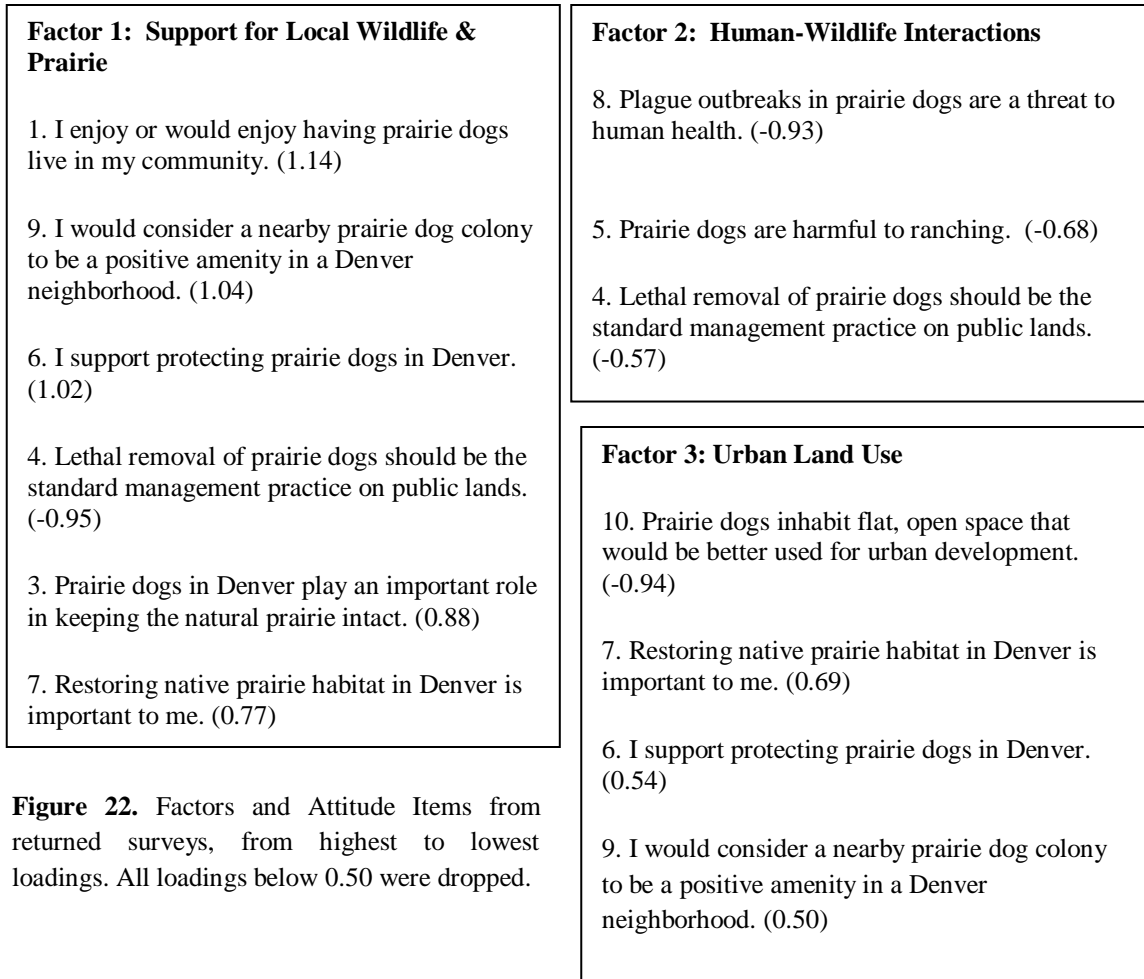 Factor 1:  Support for Local Wildlife &
Prairie
1. I enjoy or would enjoy having prairie dogs
live in my community. (1.14)
9. I would consider a nearby prairie dog colony
to be a positive amenity in a Denver
neighborhood. (1.04)
6. I support protecting prairie dogs in Denver.
(1.02)
4. Lethal removal of prairie dogs should be the
standard management practice on public lands.
(-0.95)
3. Prairie dogs in Denver play an important role
in keeping the natural prairie intact. (0.88)
7. Restoring native prairie habitat in Denver is
important to me. (0.77)
Factor 2:  Human-Wildlife Interactions
8. Plague outbreaks in prairie dogs are a threat to
human health. (-0.93)
5. Prairie dogs are harmful to ranching.  (-0.68)
4. Lethal removal of prairie dogs should be the
standard management practice on public lands.
(-0.57)
Factor 3: Urban Land Use
10. Prairie dogs inhabit flat, open space that
would be better used for urban development.
(-0.94)
7. Restoring native prairie habitat in Denver is
important to me. (0.69)
6. I support protecting prairie dogs in Denver.
(0.54)
9. I would consider a nearby prairie dog colony
to be a positive amenity in a Denver
neighborhood. (0.50)
Figure 22. Factors and Attitude Items from
returned surveys, from highest to lowest
loadings. All loadings below 0.50 were dropped.